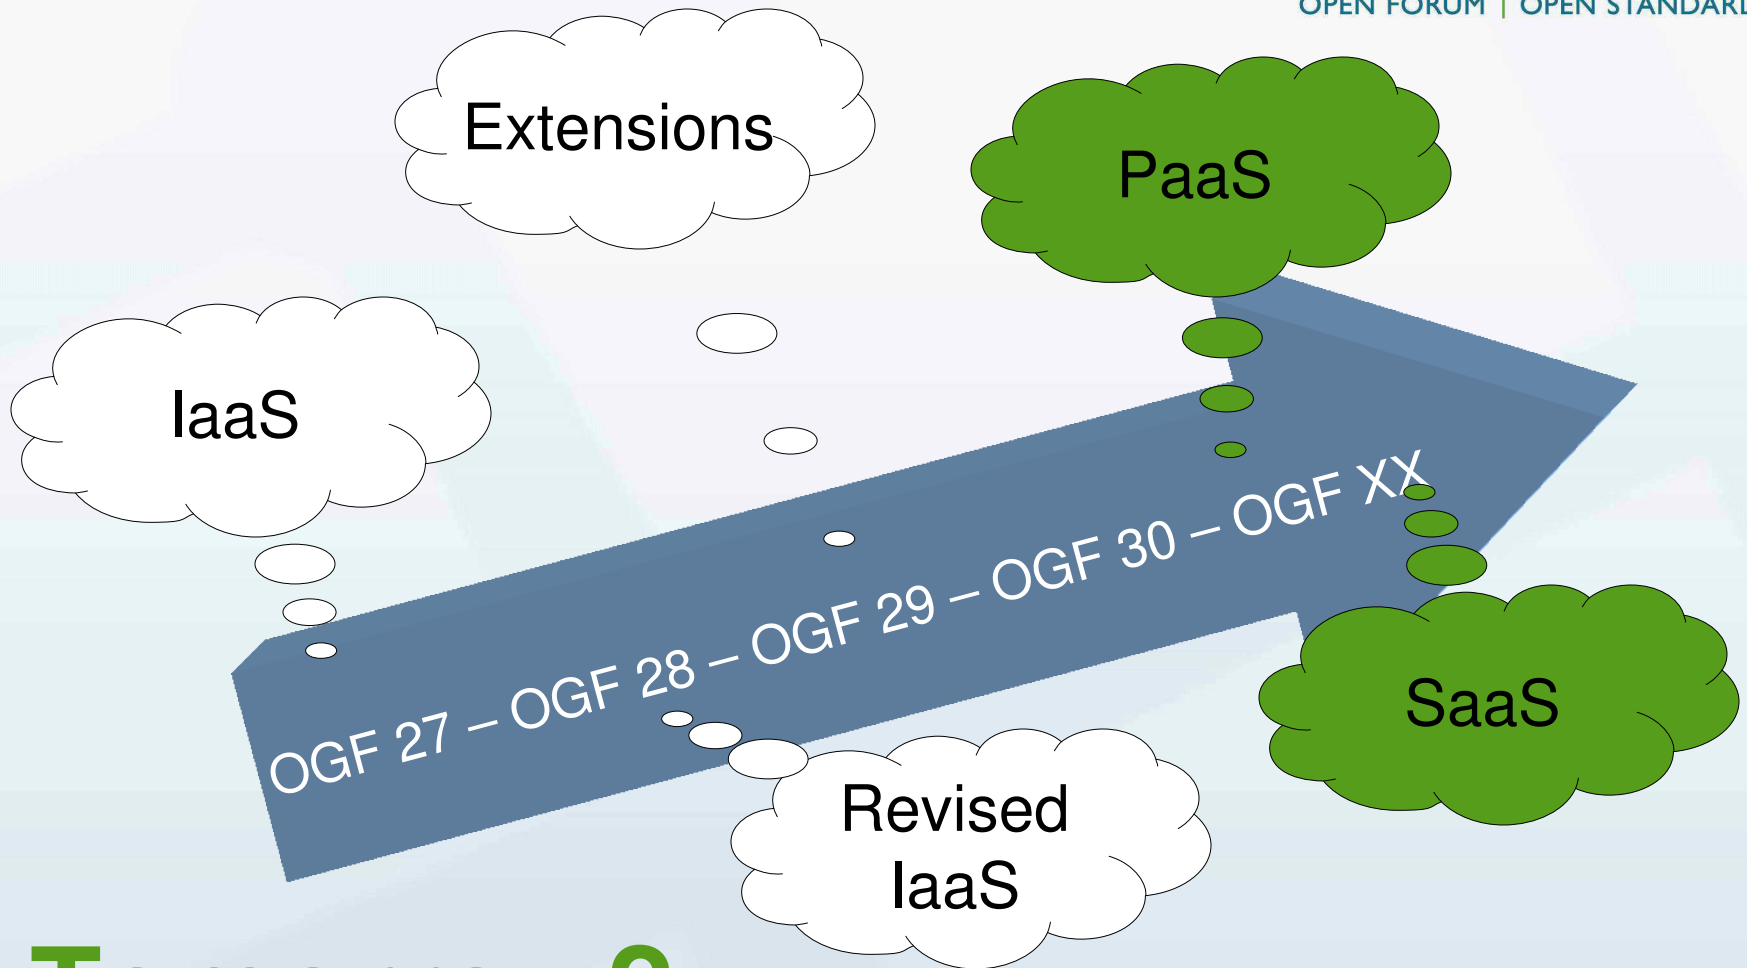 OPEN FORUM | OPEN STANDARD
Extensions
PaaS
IaaS
OGF 27 – OGF 28 – OGF 29 – OGF 30 – OGF XX
SaaS
Revised
IaaS